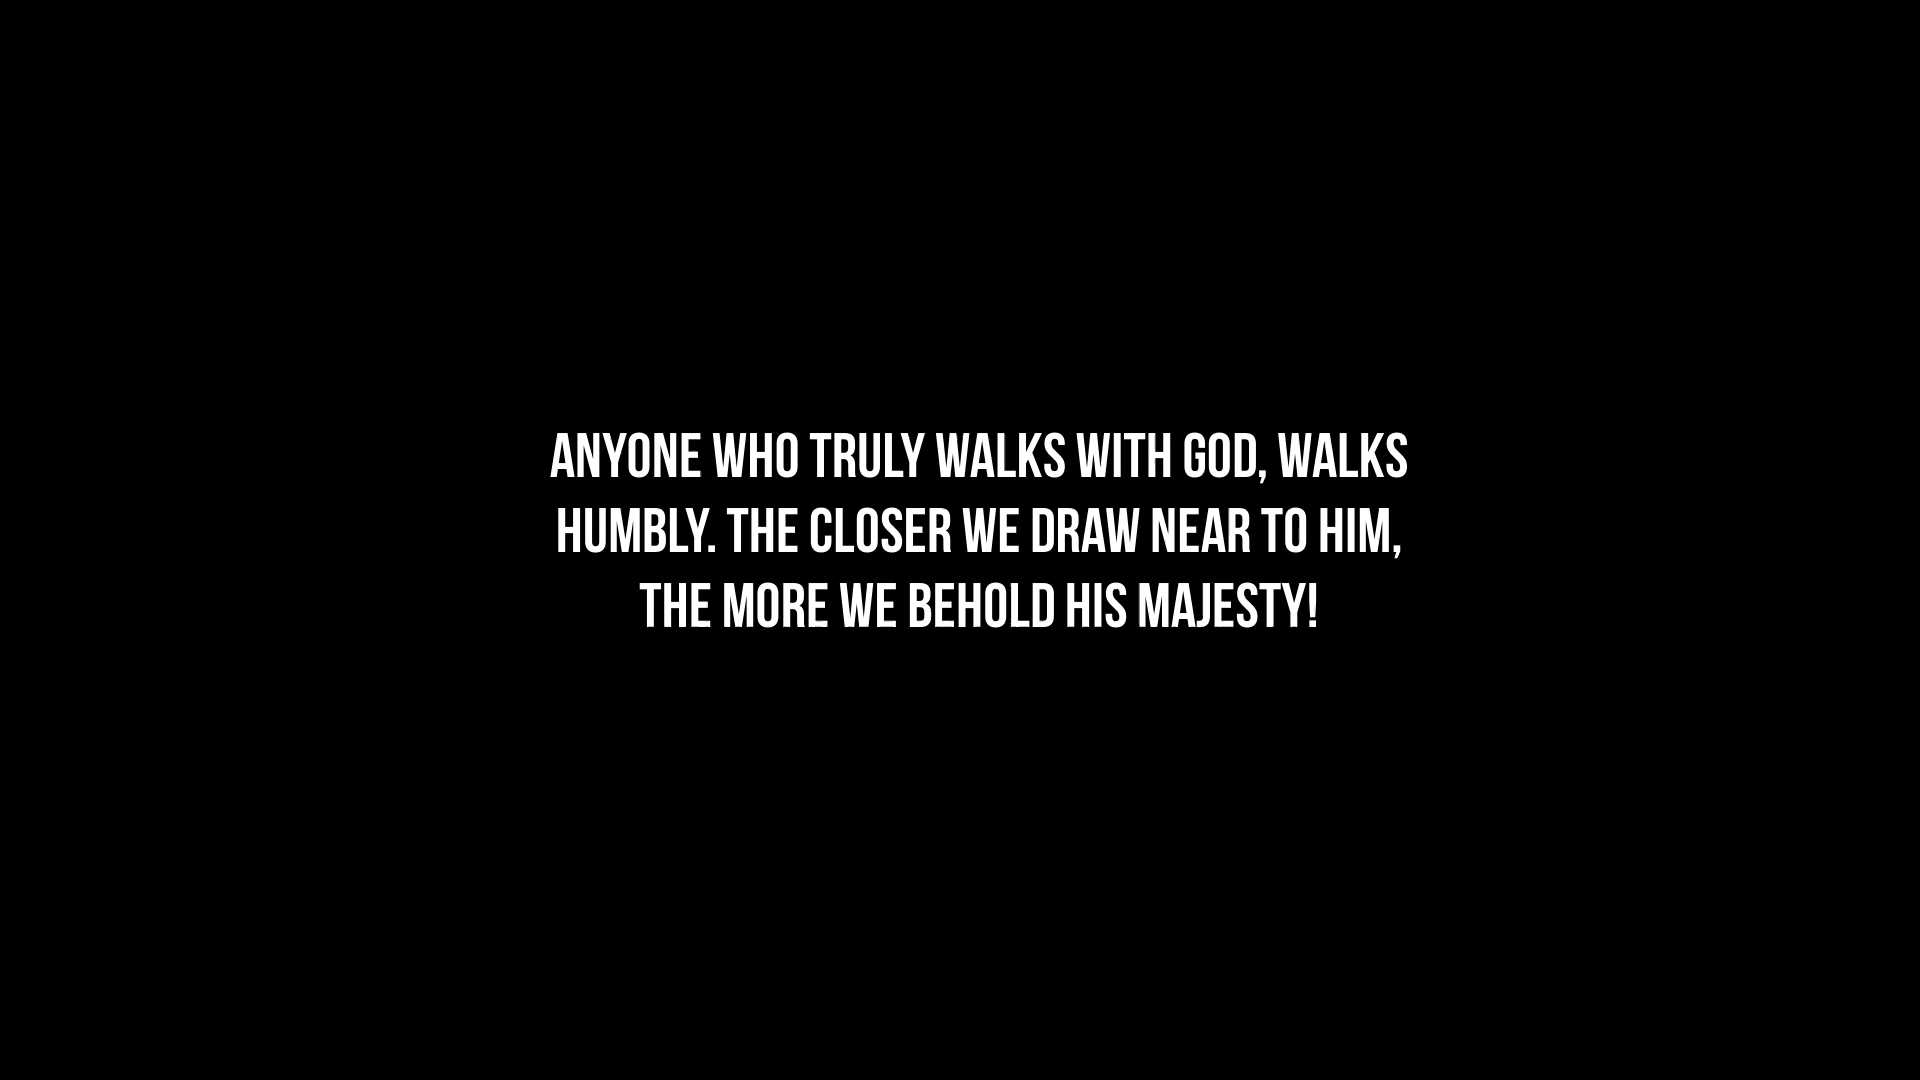 ANYONE WHO TRULY WALKS WITH GOD, WALKS
HUMBLY. THE CLOSER WE DRAW NEAR TO HIM,
THE MORE WE BEHOLD HIS MAJESTY!